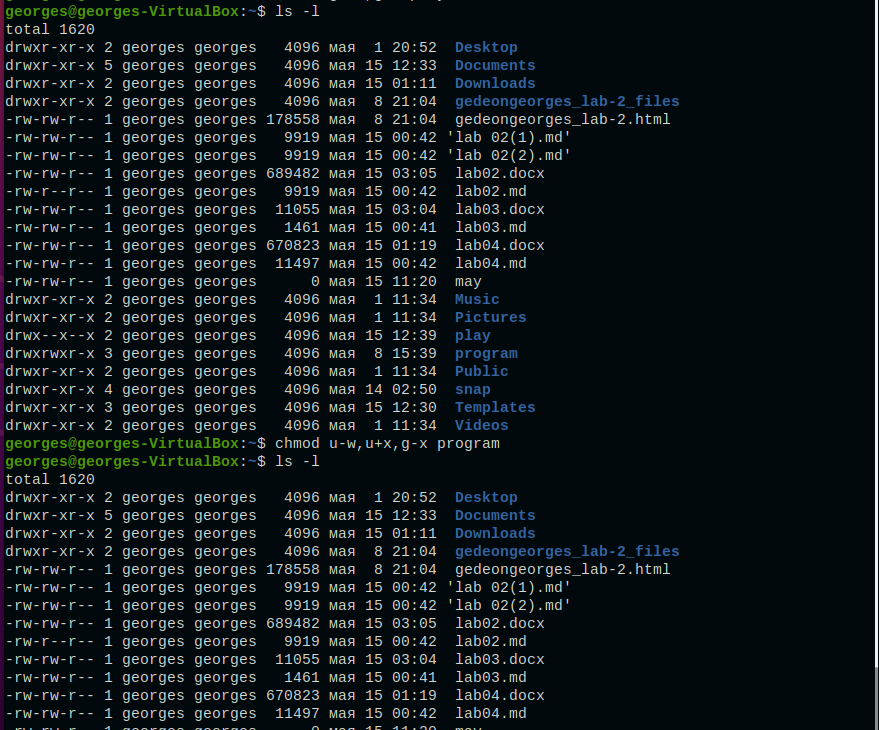 georges@georges-VirtualBox:~$ ls -l
total 1620
drwxr-xr-x 2 georges georges   4096 мая  1 20:52  Desktop
drwxr-xr-x 5 georges georges   4096 мая 15 12:33  Documents
drwxr-xr-x 2 georges georges   4096 мая 15 01:11  Downloads
drwxr-xr-x 2 georges georges   4096 мая  8 21:04  gedeongeorges_lab-2_files
-rw-rw-r-- 1 georges georges 178558 мая  8 21:04  gedeongeorges_lab-2.html
-rw-rw-r-- 1 georges georges   9919 мая 15 00:42 'lab 02(1).md'
-rw-rw-r-- 1 georges georges   9919 мая 15 00:42 'lab 02(2).md'
-rw-rw-r-- 1 georges georges 689482 мая 15 03:05  lab02.docx
-rw-r--r-- 1 georges georges   9919 мая 15 00:42  lab02.md
-rw-rw-r-- 1 georges georges  11055 мая 15 03:04  lab03.docx
-rw-rw-r-- 1 georges georges   1461 мая 15 00:41  lab03.md
-rw-rw-r-- 1 georges georges 670823 мая 15 01:19  lab04.docx
-rw-rw-r-- 1 georges georges  11497 мая 15 00:42  lab04.md
-rw-rw-r-- 1 georges georges      0 мая 15 11:20  may
drwxr-xr-x 2 georges georges   4096 мая  1 11:34  Music
drwxr-xr-x 2 georges georges   4096 мая  1 11:34  Pictures
drwx--x--x 2 georges georges   4096 мая 15 12:39  play
drwxrwxr-x 3 georges georges   4096 мая  8 15:39  program
drwxr-xr-x 2 georges georges   4096 мая  1 11:34  Public
drwxr-xr-x 4 georges georges   4096 мая 14 02:50  snap
drwxr-xr-x 3 georges georges   4096 мая 15 12:30  Templates
drwxr-xr-x 2 georges georges   4096 мая  1 11:34  Videos
georges@georges-VirtualBox:~$ chmod u-w,u+x,g-x program
georges@georges-VirtualBox:~$ ls -l
total 1620
drwxr-xr-x 2 georges georges   4096 мая  1 20:52  Desktop
drwxr-xr-x 5 georges georges   4096 мая 15 12:33  Documents
drwxr-xr-x 2 georges georges   4096 мая 15 01:11  Downloads
drwxr-xr-x 2 georges georges   4096 мая  8 21:04  gedeongeorges_lab-2_files
-rw-rw-r-- 1 georges georges 178558 мая  8 21:04  gedeongeorges_lab-2.html
-rw-rw-r-- 1 georges georges   9919 мая 15 00:42 'lab 02(1).md'
-rw-rw-r-- 1 georges georges   9919 мая 15 00:42 'lab 02(2).md'
-rw-rw-r-- 1 georges georges 689482 мая 15 03:05  lab02.docx
-rw-r--r-- 1 georges georges   9919 мая 15 00:42  lab02.md
-rw-rw-r-- 1 georges georges  11055 мая 15 03:04  lab03.docx
-rw-rw-r-- 1 georges georges   1461 мая 15 00:41  lab03.md
-rw-rw-r-- 1 georges georges 670823 мая 15 01:19  lab04.docx
-rw-rw-r-- 1 georges georges  11497 мая 15 00:42  lab04.md